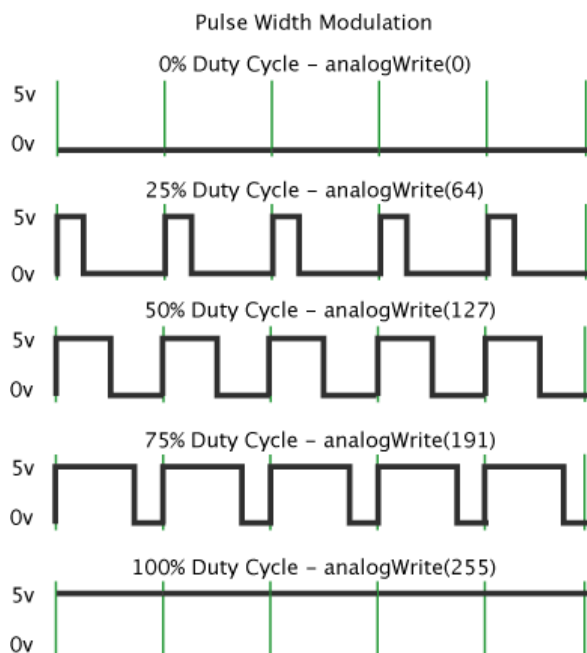 Pulse Width Modulation
0% Duty Cycle – analogWrite(0)
5v
0v
25% Duty Cycle – analogWrite(64)
5v
0v
50% Duty Cycle – analogWrite(127)
5v
0v
75% Duty Cycle – analogWrite(191)
5v
0v
100% Duty Cycle – analogWrite(255)
5v
0v